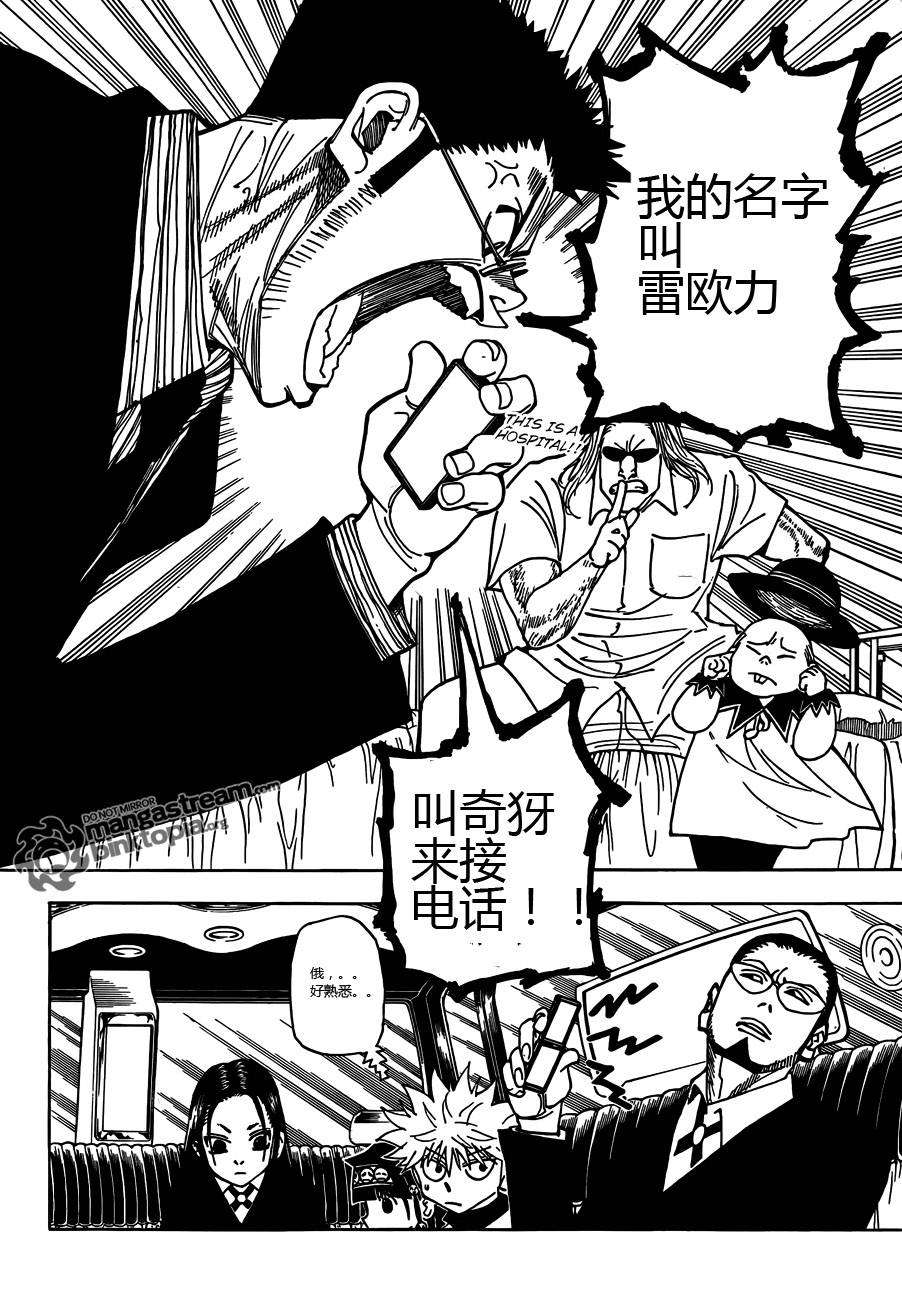 我的名字
叫
雷欧力
THIS IS A
HOSPITAL!!
叫奇犽
来接
电话！！
DO NOT MIRROR
mangastream.com
binktopia.org
俄，。。
好熟悉。。